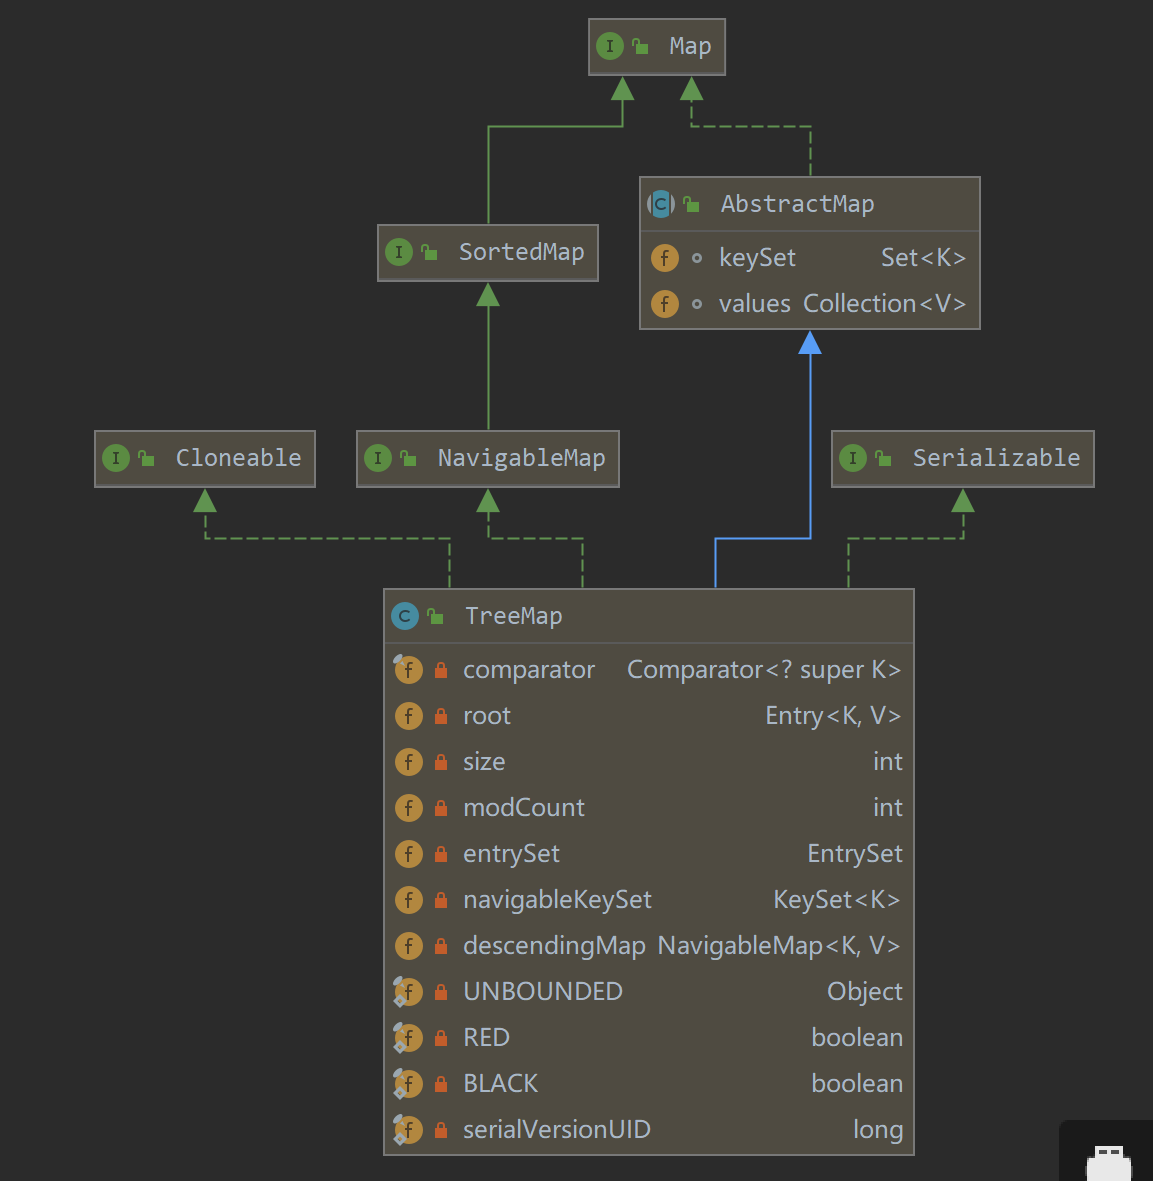 Map
AbstractMap
keySet Set<K>
values Collection<V>
SortedMap
Cloneable
NavigableMap
Serializable
TreeMap
comparator Comparator<? super K>
root Entry<K, V>
size int
modCount int
entrySet EntrySet
navigableKeySet KeySet<K>
descendingMap NavigableMap<K, V>
UNBOUNDED Object
RED boolean
BLACK boolean
serialVersionUID long